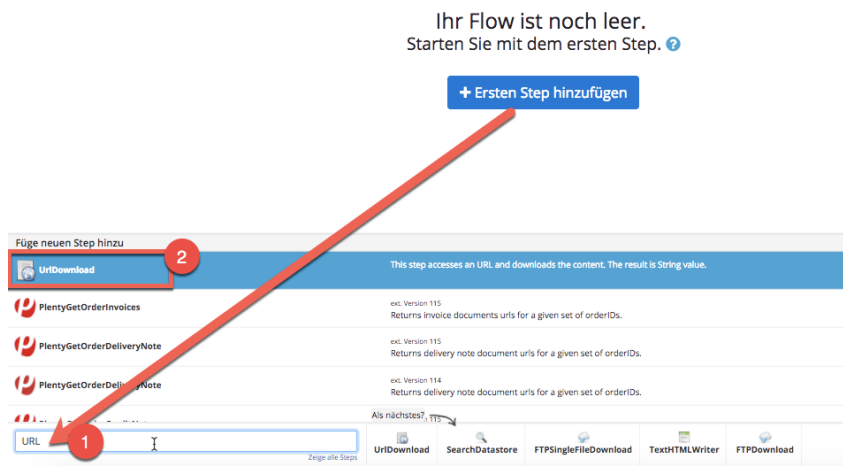 Ihr Flow ist noch leer.
Starten Sie mit dem ersten Step. ?
+ Ersten Step hinzufügen
Füge neuen Step hinzu
2
UrlDownload
This step accesses an URL and downloads the content. The result is String value.
PlentyGetOrderInvoices
ext. Version 115
Returns invoice documents urls for a given set of orderIDs.
PlentyGetOrderDeliveryNote
ext. Version 115
Returns delivery note document urls for a given set of orderIDs.
PlentyGetOrderDeliveryNote
ext. Version 114
Returns delivery note document urls for a given set of orderIDs.
Als nächstes?
115
URL
1
Zeige alle Steps
UrlDownload
SearchDatastore
FTPSingleFileDownload
TextHTMLWriter
FTPDownload